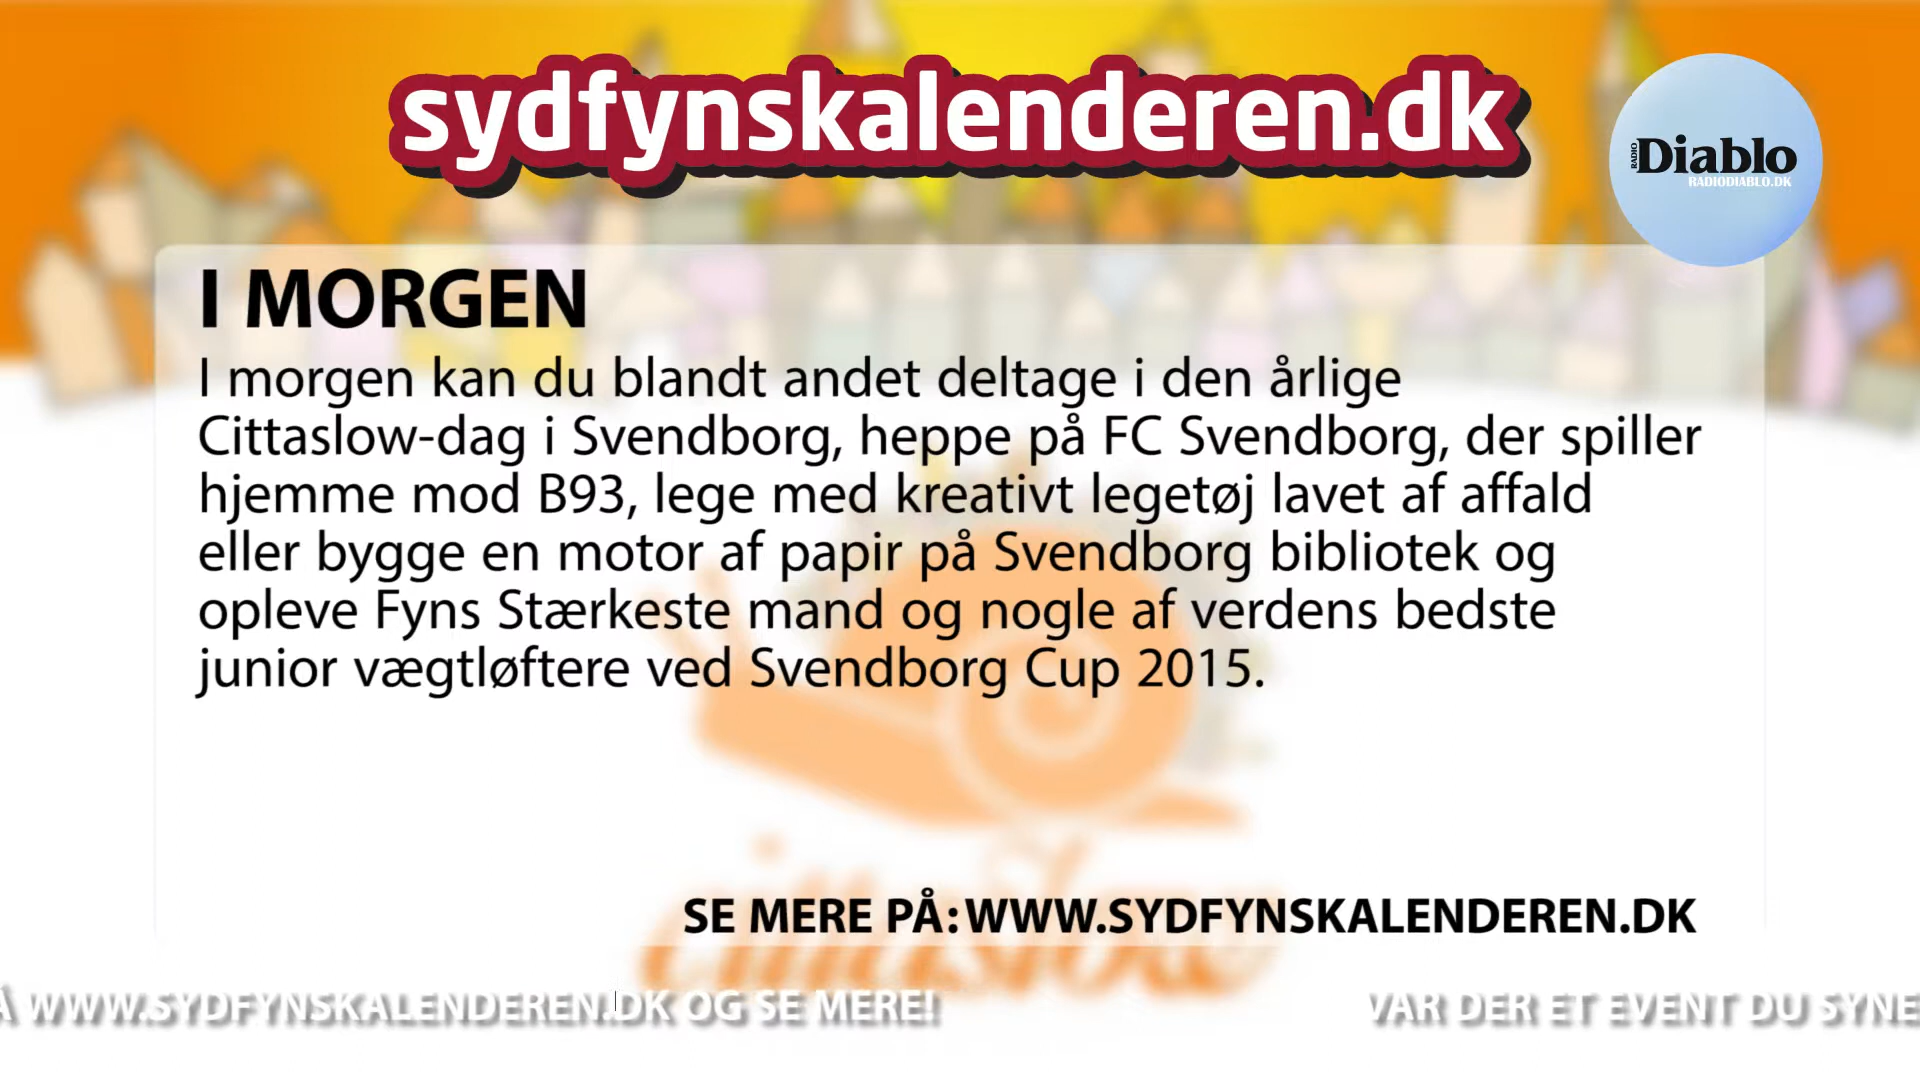 sydfynskalenderen.dk
RADIO
Diablo
RADIODIABLO.DK
I MORGEN
I morgen kan du blandt andet deltage i den årlige
Cittaslow-dag i Svendborg, heppe på FC Svendborg, der spiller
hjemme mod B93, lege med kreativt legetøj lavet af affald
eller bygge en motor af papir på Svendborg bibliotek og
opleve Fyns Stærkeste mand og nogle af verdens bedste
junior vægtløftere ved Svendborg Cup 2015.
SE MERE PÅ: WWW.SYDFYNSKALENDEREN.DK
cittaslow
Å WWW.SYDFYNSKALENDEREN.DK OG SE MERE! VAR DER ET EVENT DU SYNE